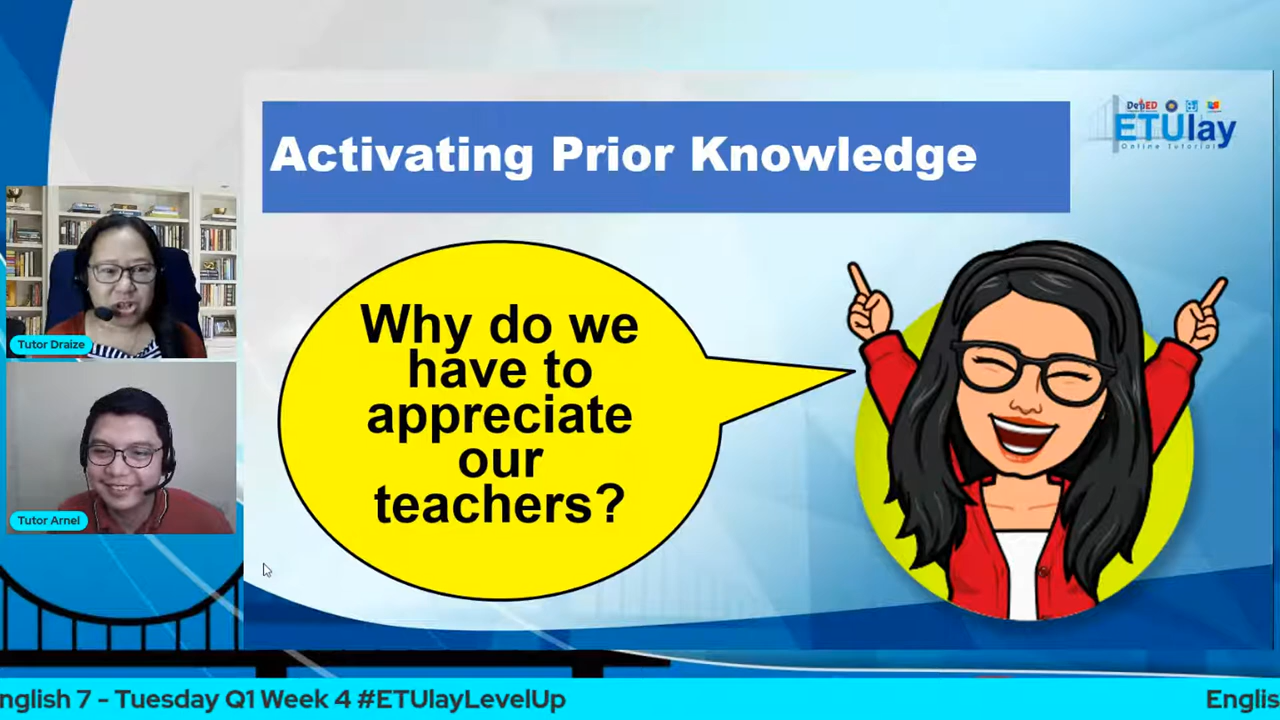 Activating Prior Knowledge
DepED
ETUlay
Online Tutorial
Why do we
have to
appreciate
our
teachers?
Tutor Draize
Tutor Arnel
nglish 7 - Tuesday Q1 Week 4 #ETUlayLevelUp
Englis